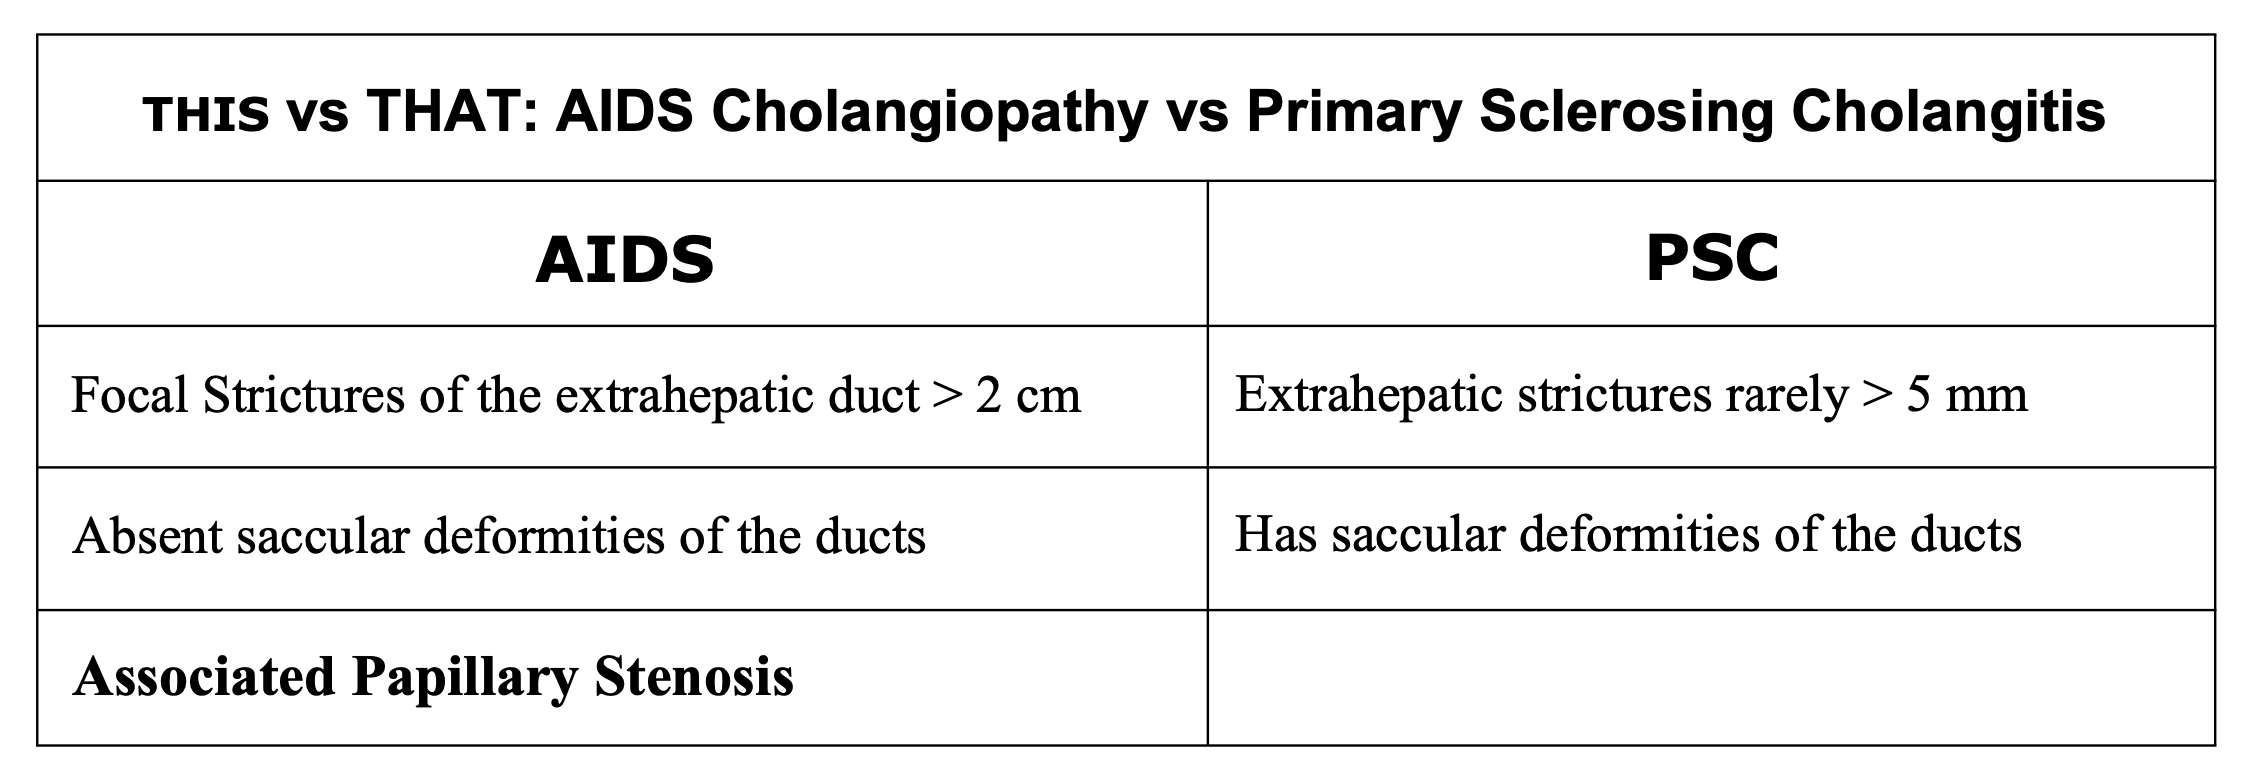 THIS vs THAT: AIDS Cholangiopathy vs Primary Sclerosing Cholangitis
AIDS
PSC
Focal Strictures of the extrahepatic duct > 2 cm
Extrahepatic strictures rarely > 5 mm
Absent saccular deformities of the ducts
Has saccular deformities of the ducts
Associated Papillary Stenosis